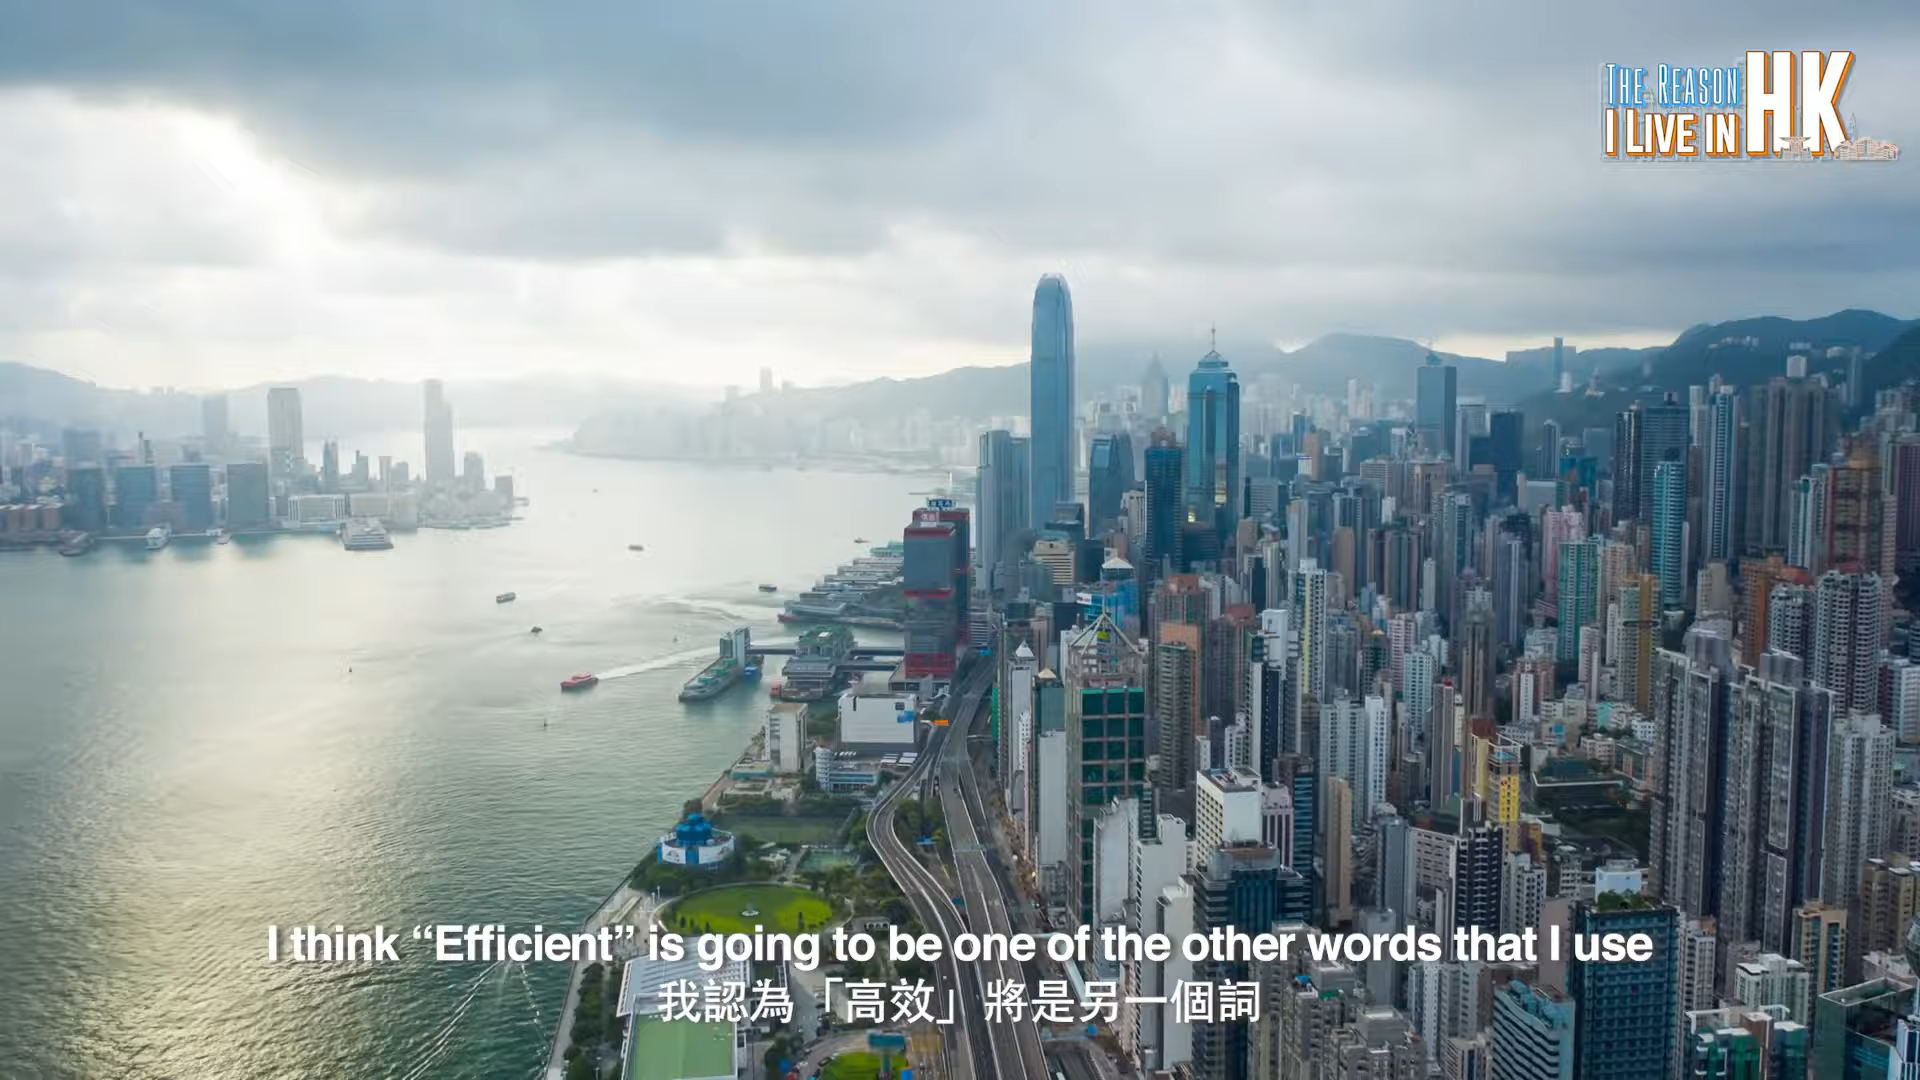 THE REASON
I LIVE IN HK
I think “Efficient” is going to be one of the other words that I use
我認為「高效」將是另一個詞